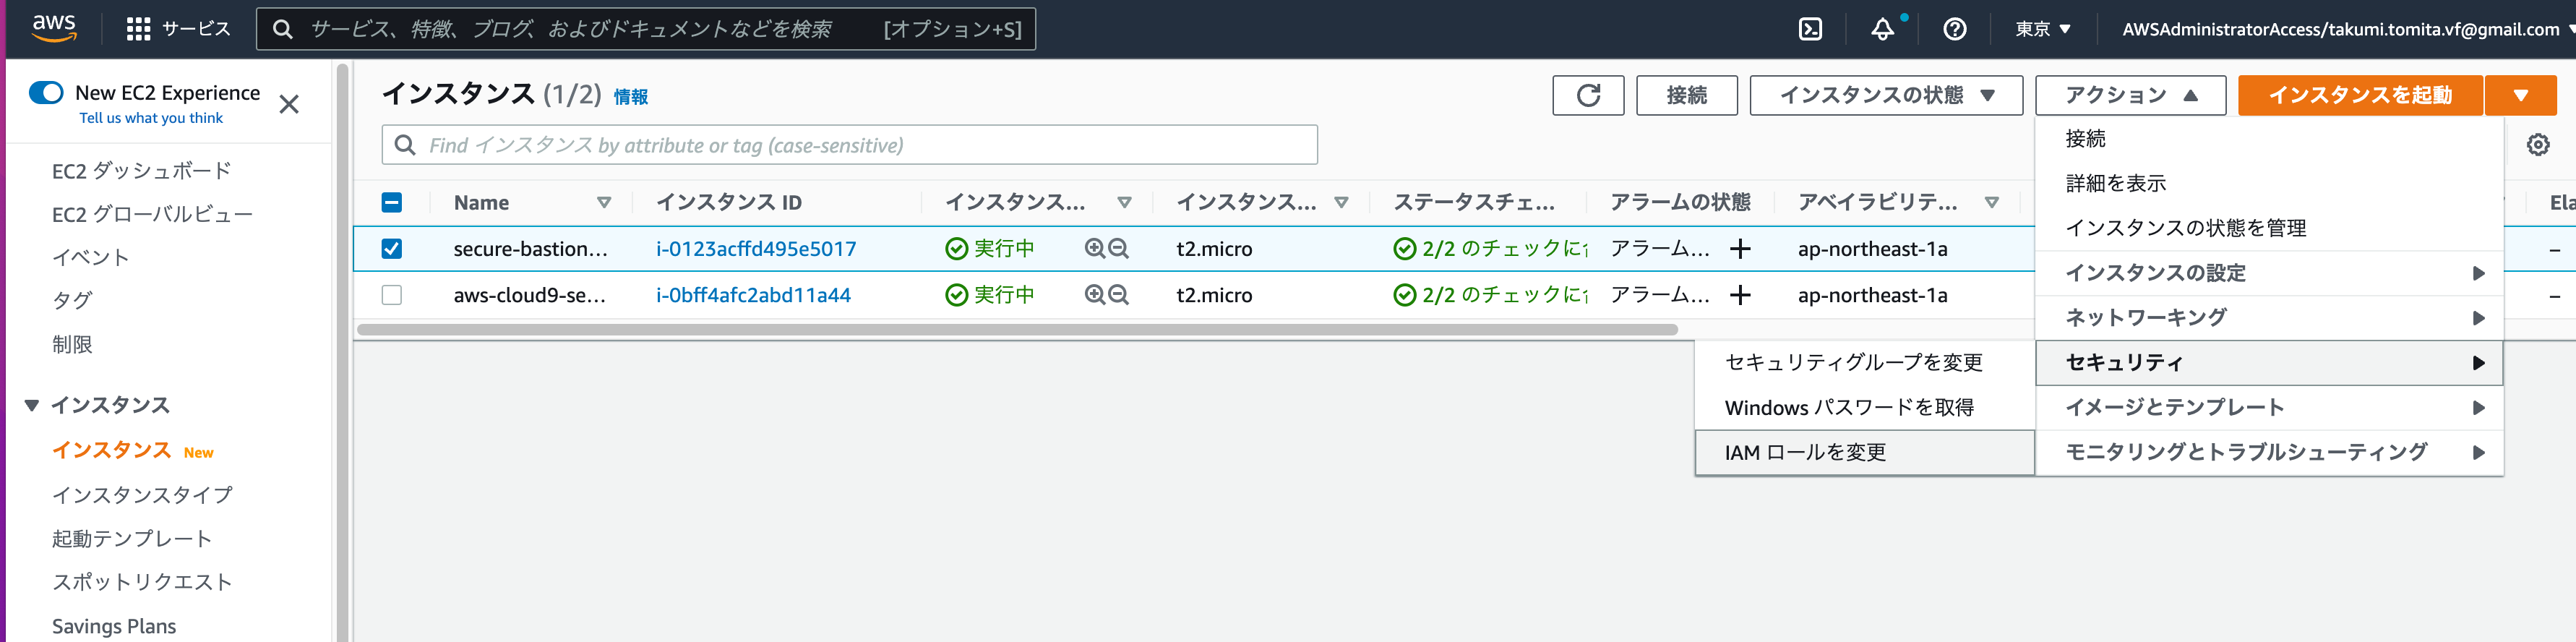 aws
サービス
サービス、特徴、ブログ、およびドキュメントなどを検索
[オプション+S]
東京
AWSAdministratorAccess/takumi.tomita.vf@gmail.com
New EC2 Experience
Tell us what you think
EC2 ダッシュボード
EC2 グローバルビュー
イベント
タグ
制限
インスタンス
インスタンス New
インスタンスタイプ
起動テンプレート
スポットリクエスト
Savings Plans
インスタンス (1/2) 情報
接続
インスタンスの状態
アクション
インスタンスを起動
Find インスタンス by attribute or tag (case-sensitive)
Name インスタンス ID インスタンス... インスタンス... ステータスチェ... アラームの状態 アベイラビリテ... Ela
secure-bastion... i-0123acffd495e5017 実行中 t2.micro 2/2 のチェックに アラーム... ap-northeast-1a –
aws-cloud9-se... i-0bff4afc2abd11a44 実行中 t2.micro 2/2 のチェックに アラーム... ap-northeast-1a –
接続
詳細を表示
インスタンスの状態を管理
インスタンスの設定
ネットワーキング
セキュリティ
イメージとテンプレート
モニタリングとトラブルシューティング
セキュリティグループを変更
Windows パスワードを取得
IAM ロールを変更